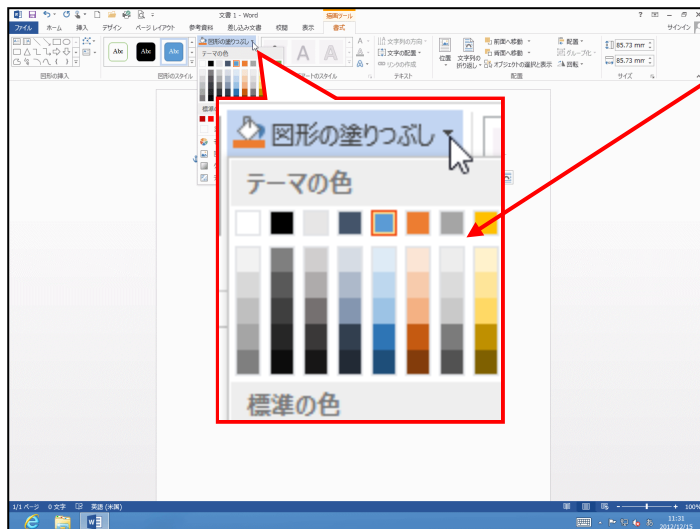 文書 1 - Word
描画ツール
ファイル ホーム 挿入 デザイン ページ レイアウト 参考資料 差し込み文書 校閲 表示 書式
サインイン
Abc Abc Abc
図形の塗りつぶし
テーマの色
文字列の方向
文字の配置
リンクの作成
位置 文字列の折り返し
前面へ移動
背面へ移動
オブジェクトの選択と表示
配置
グループ化
回転
85.73 mm
85.73 mm
図形の挿入 図形のスタイル テキスト 配置 サイズ
図形の塗りつぶし
テーマの色
標準の色
1/1 ページ 0 文字 英語 (米国)
100%
11:31
2012/12/15